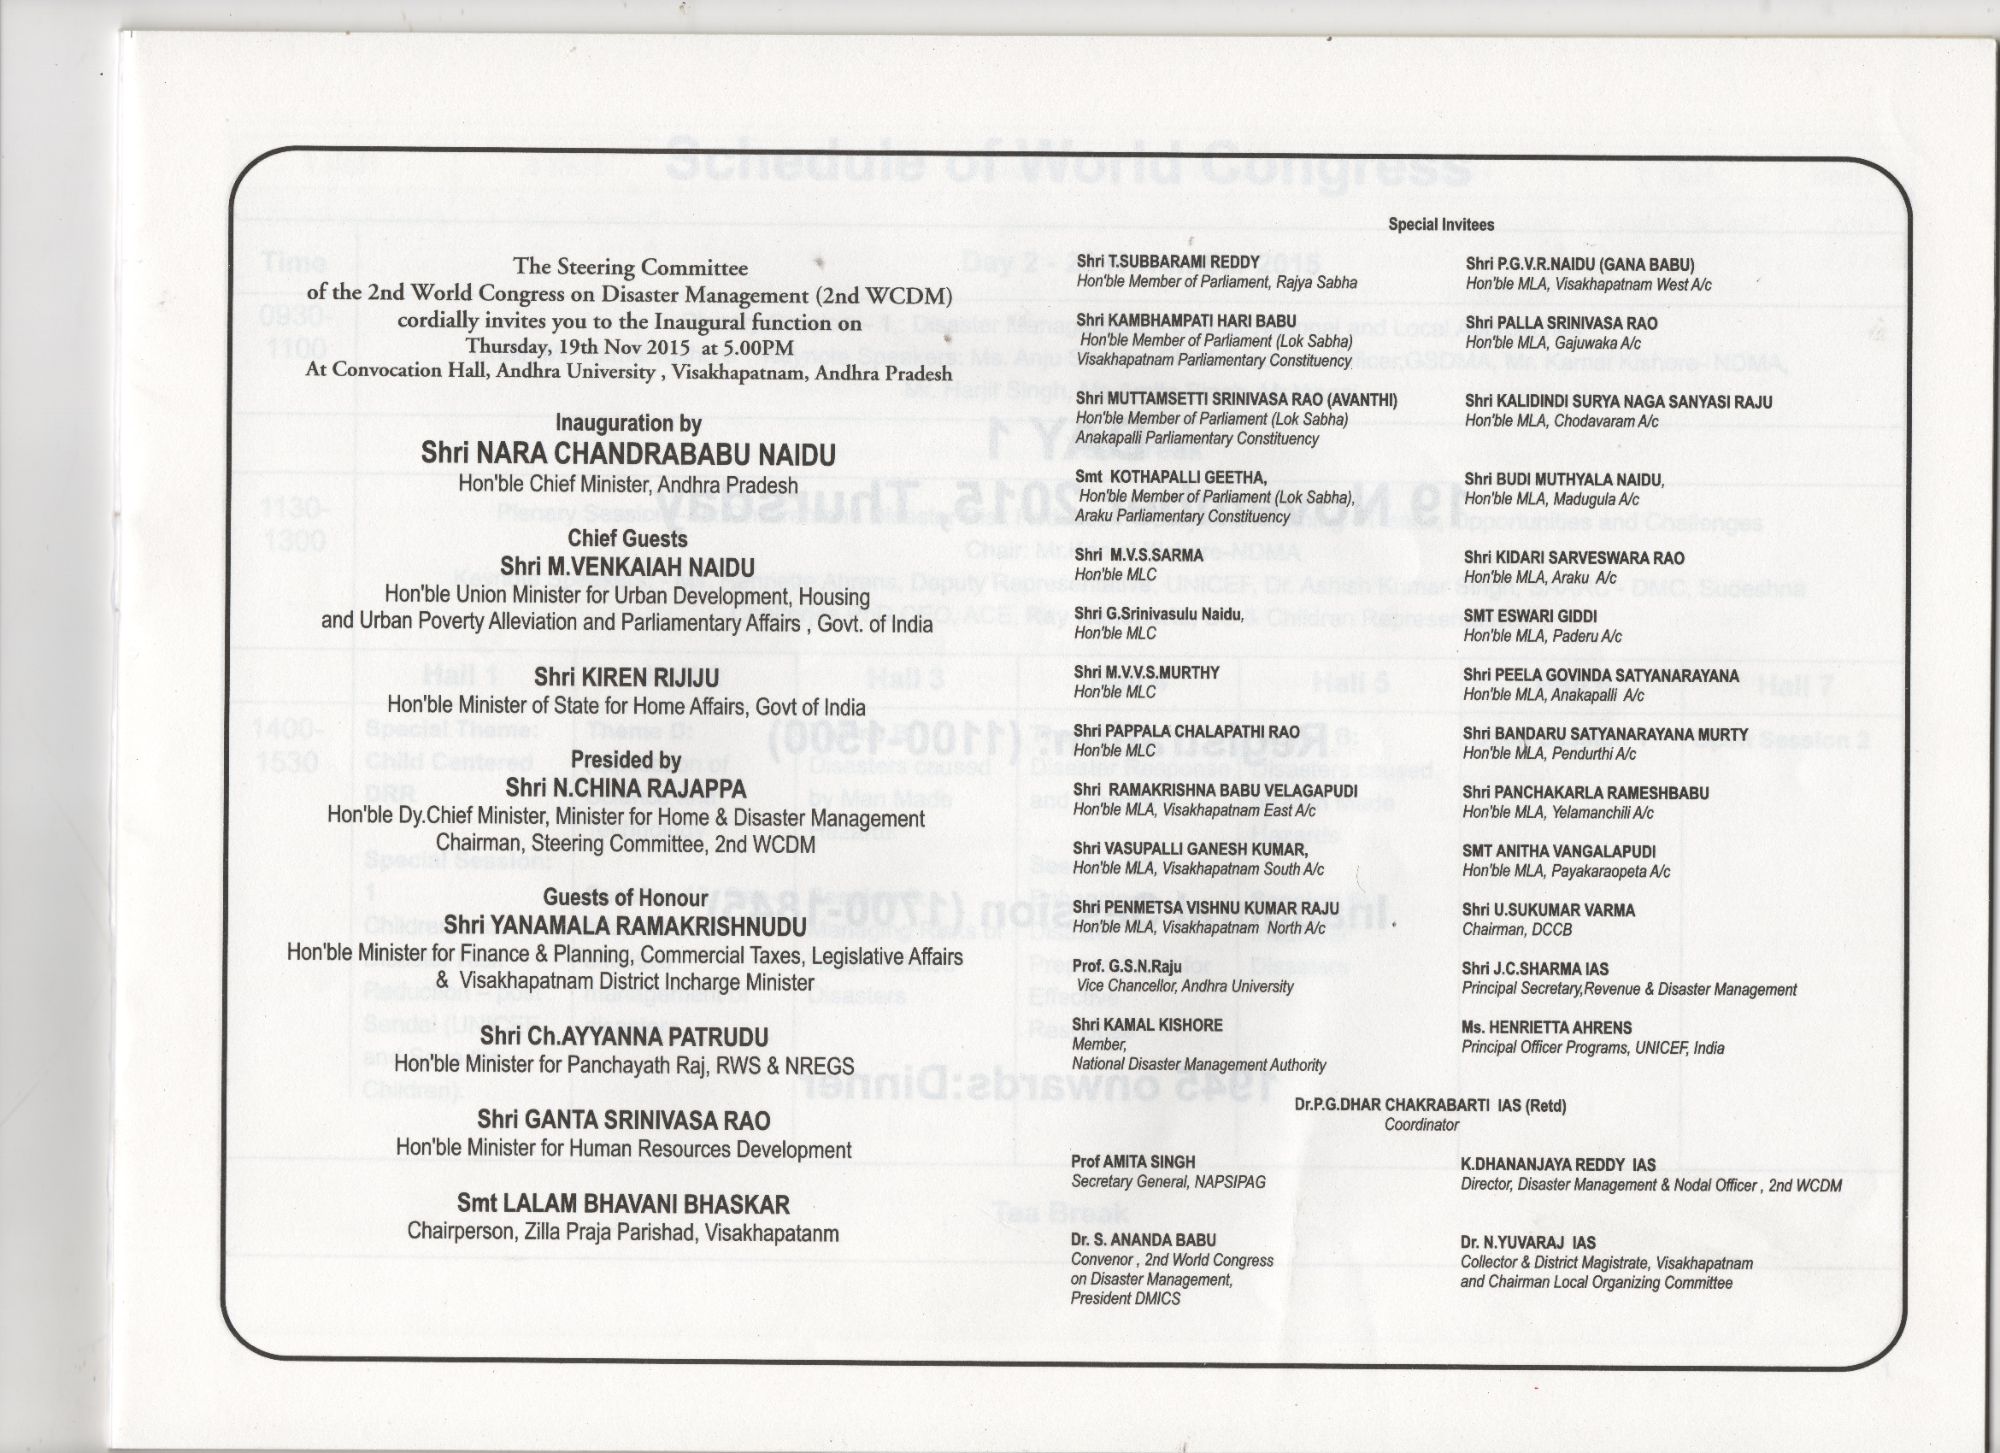 The Steering Committee
of the 2nd World Congress on Disaster Management (2nd WCDM)
cordially invites you to the Inaugural function on
Thursday, 19th Nov 2015 at 5.00PM
At Convocation Hall, Andhra University , Visakhapatnam, Andhra Pradesh
Inauguration by
Shri NARA CHANDRABABU NAIDU
Hon'ble Chief Minister, Andhra Pradesh
Chief Guests
Shri M.VENKAIAH NAIDU
Hon'ble Union Minister for Urban Development, Housing
and Urban Poverty Alleviation and Parliamentary Affairs , Govt. of India
Shri KIREN RIJIJU
Hon'ble Minister of State for Home Affairs, Govt of India
Presided by
Shri N.CHINA RAJAPPA
Hon'ble Dy.Chief Minister, Minister for Home & Disaster Management
Chairman, Steering Committee, 2nd WCDM
Guests of Honour
Shri YANAMALA RAMAKRISHNUDU
Hon'ble Minister for Finance & Planning, Commercial Taxes, Legislative Affairs
& Visakhapatnam District Incharge Minister
Shri Ch.AYYANNA PATRUDU
Hon'ble Minister for Panchayath Raj, RWS & NREGS
Shri GANTA SRINIVASA RAO
Hon'ble Minister for Human Resources Development
Smt LALAM BHAVANI BHASKAR
Chairperson, Zilla Praja Parishad, Visakhapatanm
Special Invitees
Shri T.SUBBARAMI REDDY
Hon'ble Member of Parliament, Rajya Sabha
Shri KAMBHAMPATI HARI BABU
Hon'ble Member of Parliament (Lok Sabha)
Visakhapatnam Parliamentary Constituency
Shri MUTTAMSETTI SRINIVASA RAO (AVANTHI)
Hon'ble Member of Parliament (Lok Sabha)
Anakapalli Parliamentary Constituency
Smt KOTHAPALLI GEETHA,
Hon'ble Member of Parliament (Lok Sabha),
Araku Parliamentary Constituency
Shri M.V.S.SARMA
Hon'ble MLC
Shri G.Srinivasulu Naidu,
Hon'ble MLC
Shri M.V.V.S.MURTHY
Hon'ble MLC
Shri PAPPALA CHALAPATHI RAO
Hon'ble MLC
Shri RAMAKRISHNA BABU VELAGAPUDI
Hon'ble MLA, Visakhapatnam East A/c
Shri VASUPALLI GANESH KUMAR,
Hon'ble MLA, Visakhapatnam South A/c
Shri PENMETSA VISHNU KUMAR RAJU
Hon'ble MLA, Visakhapatnam North A/c
Prof. G.S.N.Raju
Vice Chancellor, Andhra University
Shri KAMAL KISHORE
Member,
National Disaster Management Authority
Shri P.G.V.R.NAIDU (GANA BABU)
Hon'ble MLA, Visakhapatnam West A/c
Shri PALLA SRINIVASA RAO
Hon'ble MLA, Gajuwaka A/c
Shri KALIDINDI SURYA NAGA SANYASI RAJU
Hon'ble MLA, Chodavaram A/c
Shri BUDI MUTHYALA NAIDU,
Hon'ble MLA, Madugula A/c
Shri KIDARI SARVESWARA RAO
Hon'ble MLA, Araku A/c
SMT ESWARI GIDDI
Hon'ble MLA, Paderu A/c
Shri PEELA GOVINDA SATYANARAYANA
Hon'ble MLA, Anakapalli A/c
Shri BANDARU SATYANARAYANA MURTY
Hon'ble MLA, Pendurthi A/c
Shri PANCHAKARLA RAMESHBABU
Hon'ble MLA, Yelamanchili A/c
SMT ANITHA VANGALAPUDI
Hon'ble MLA, Payakaraopeta A/c
Shri U.SUKUMAR VARMA
Chairman, DCCB
Shri J.C.SHARMA IAS
Principal Secretary,Revenue & Disaster Management
Ms. HENRIETTA AHRENS
Principal Officer Programs, UNICEF, India
Dr.P.G.DHAR CHAKRABARTI IAS (Retd)
Coordinator
Prof AMITA SINGH
Secretary General, NAPSIPAG
K.DHANANJAYA REDDY IAS
Director, Disaster Management & Nodal Officer , 2nd WCDM
Dr. S. ANANDA BABU
Convenor , 2nd World Congress
on Disaster Management,
President DMICS
Dr. N.YUVARAJ IAS
Collector & District Magistrate, Visakhapatnam
and Chairman Local Organizing Committee